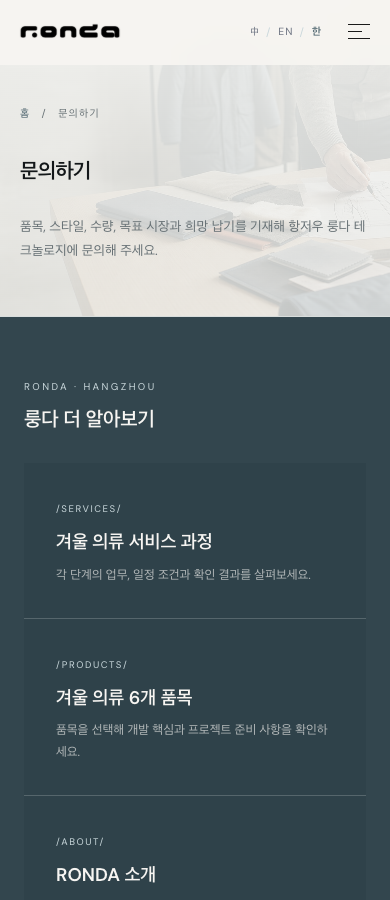 ronda
中 / EN / 한
홈 / 문의하기
문의하기
품목, 스타일, 수량, 목표 시장과 희망 납기를 기재해 항저우 룽다 테
크놀로지에 문의해 주세요.
RONDA · HANGZHOU
룽다 더 알아보기
/SERVICES/
겨울 의류 서비스 과정
각 단계의 업무, 일정 조건과 확인 결과를 살펴보세요.
/PRODUCTS/
겨울 의류 6개 품목
품목을 선택해 개발 핵심과 프로젝트 준비 사항을 확인하
세요.
/ABOUT/
RONDA 소개